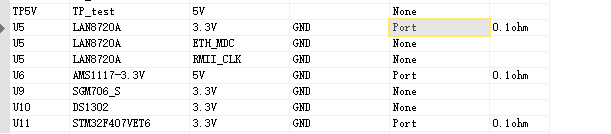 TP5V TP_test 5V None
U5 LAN8720A 3.3V GND Port 0.1ohm
U5 LAN8720A ETH_MDC GND None
U5 LAN8720A RMII_CLK GND None
U6 AMS1117-3.3V 5V GND Port 0.1ohm
U9 SGM706_S 3.3V GND None
U10 DS1302 3.3V GND None
U11 STM32F407VET6 3.3V GND Port 0.1ohm